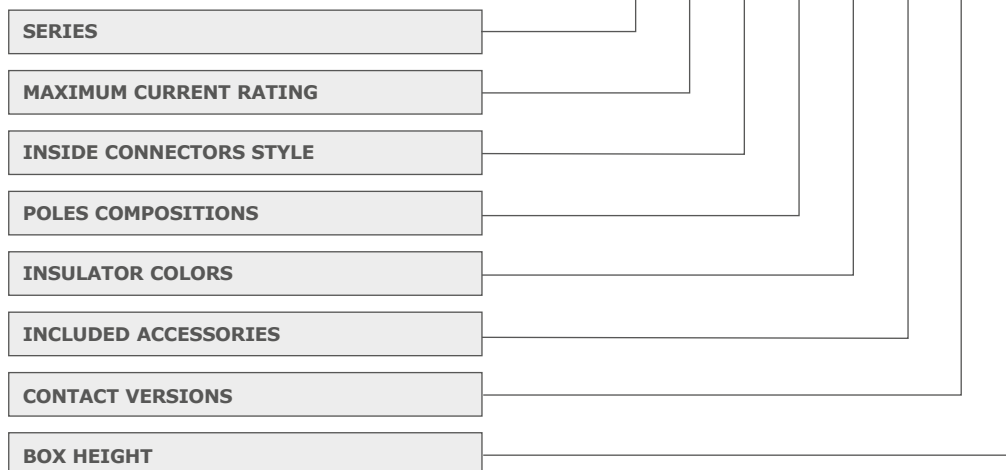 SERIES
MAXIMUM CURRENT RATING
INSIDE CONNECTORS STYLE
POLES COMPOSITIONS
INSULATOR COLORS
INCLUDED ACCESSORIES
CONTACT VERSIONS
BOX HEIGHT